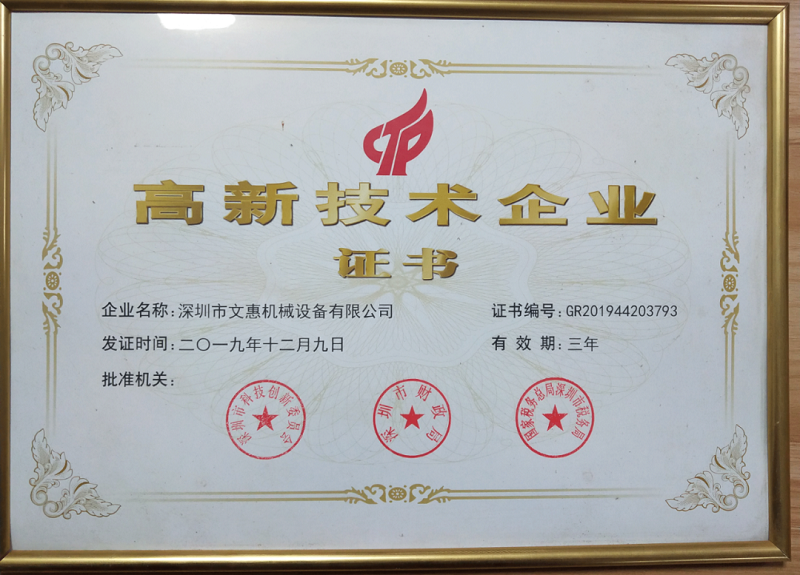 CTP
高新技术企业
证书
企业名称:深圳市文惠机械设备有限公司 证书编号:GR201944203793
发证时间:二〇一九年十二月九日 有效期:三年
批准机关:
深圳市科技创新委员会
深圳市财政局
国家税务总局深圳市税务局